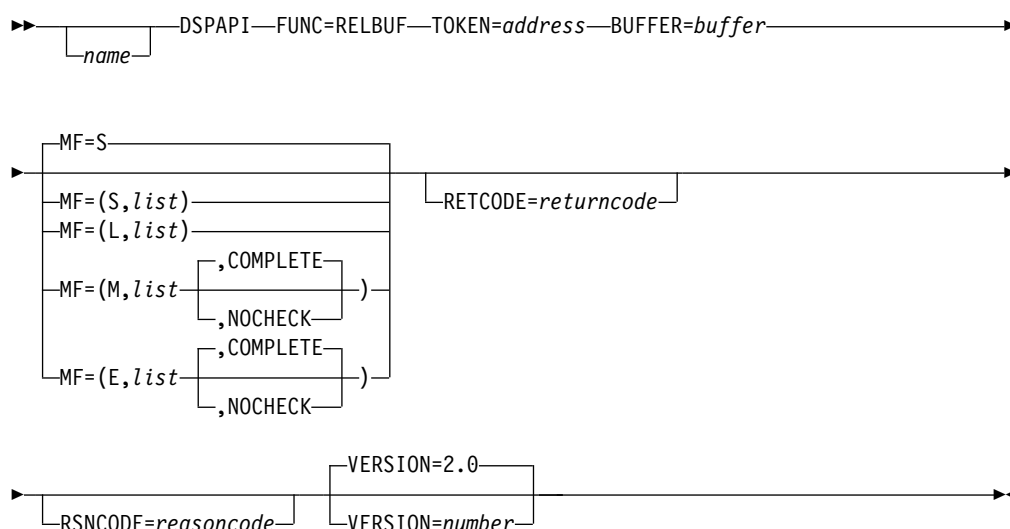 DSPAPI FUNC=RELBUF TOKEN=address BUFFER=buffer
name
MF=S
MF=(S,list)
MF=(L,list)
,COMPLETE
MF=(M,list )
,NOCHECK
,COMPLETE
MF=(E,list )
,NOCHECK
RETCODE=returncode
VERSION=2.0
RSNCODE=reasoncode VERSION=number